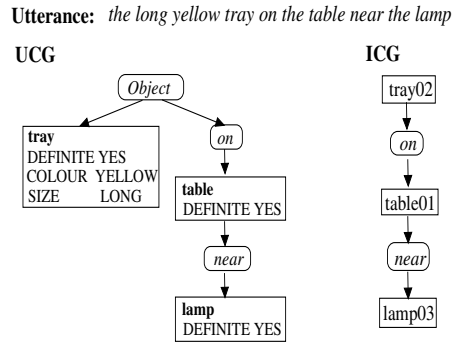 Utterance: the long yellow tray on the table near the lamp
UCG
ICG
Object
tray
DEFINITE YES
COLOUR YELLOW
SIZE LONG
on
table
DEFINITE YES
near
lamp
DEFINITE YES
tray02
on
table01
near
lamp03